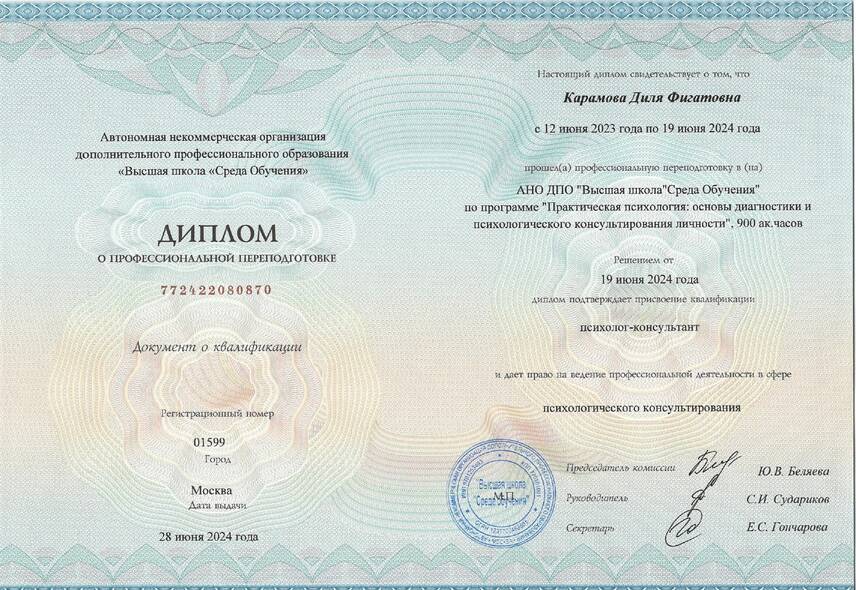 Автономная некоммерческая организация
дополнительного профессионального образования
«Высшая школа «Среда Обучения»
ДИПЛОМ
О ПРОФЕССИОНАЛЬНОЙ ПЕРЕПОДГОТОВКЕ
772422080870
Документ о квалификации
Регистрационный номер
01599
Город
Москва
Дата выдачи
28 июня 2024 года
Настоящий диплом свидетельствует о том, что
Карамова Диля Фигатовна
с 12 июня 2023 года по 19 июня 2024 года
прошел(а) профессиональную переподготовку в (на)
АНО ДПО "Высшая школа"Среда Обучения"
по программе "Практическая психология: основы диагностики и
психологического консультирования личности", 900 ак.часов
Решением от
19 июня 2024 года
диплом подтверждает присвоение квалификации
психолог-консультант
и дает право на ведение профессиональной деятельности в сфере
психологического консультирования
Председатель комиссии Ю.В. Беляева
Руководитель С.И. Судариков
Секретарь Е.С. Гончарова
М.П.
"Высшая школа
"Среда обучения"